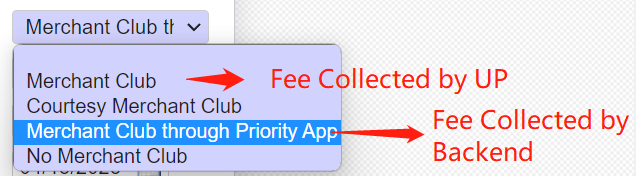 Merchant Club th
Merchant Club
Fee Collected by UP
Courtesy Merchant Club
Merchant Club through Priority App
Fee Collected by
Backend
No Merchant Club